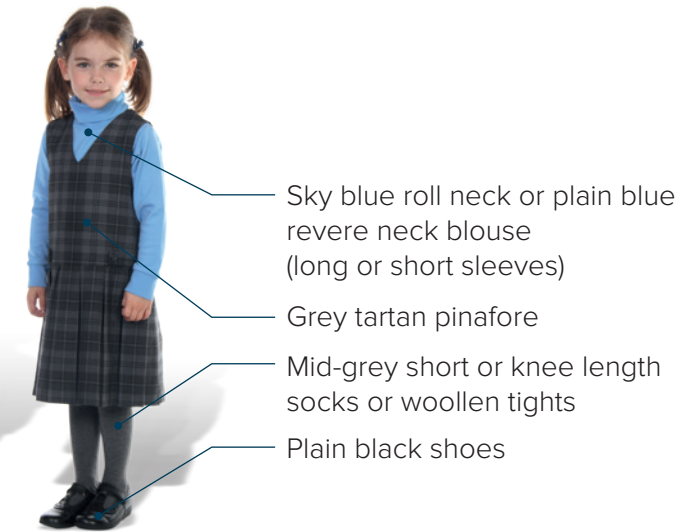 Sky blue roll neck or plain blue
revere neck blouse
(long or short sleeves)
Grey tartan pinafore
Mid-grey short or knee length
socks or woollen tights
Plain black shoes